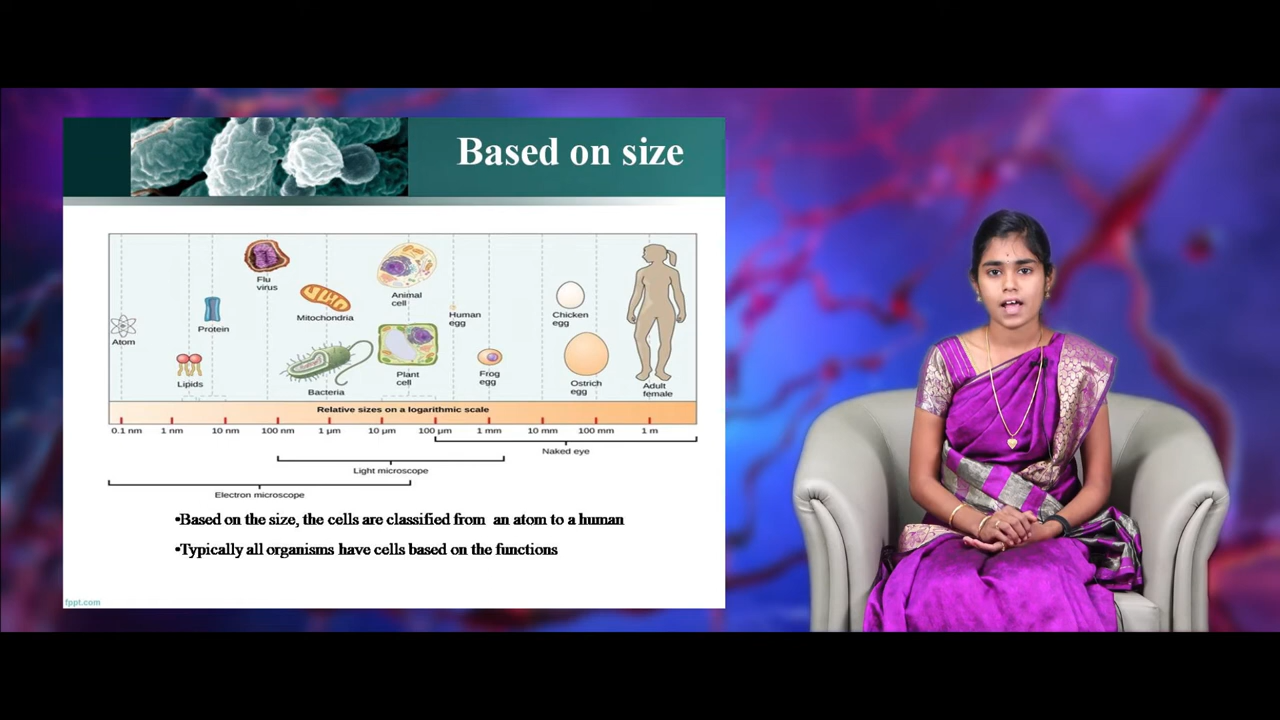 Based on size
Flu
virus
Animal
cell
Mitochondria
Protein
Human
egg
Chicken
egg
Atom
Lipids
Bacteria
Plant
cell
Frog
egg
Ostrich
egg
Adult
female
Relative sizes on a logarithmic scale
0.1 nm 1 nm 10 nm 100 nm 1 µm 10 µm 100 µm 1 mm 10 mm 100 mm 1 m
Naked eye
Light microscope
Electron microscope
•Based on the size, the cells are classified from an atom to a human
•Typically all organisms have cells based on the functions
fppt.com